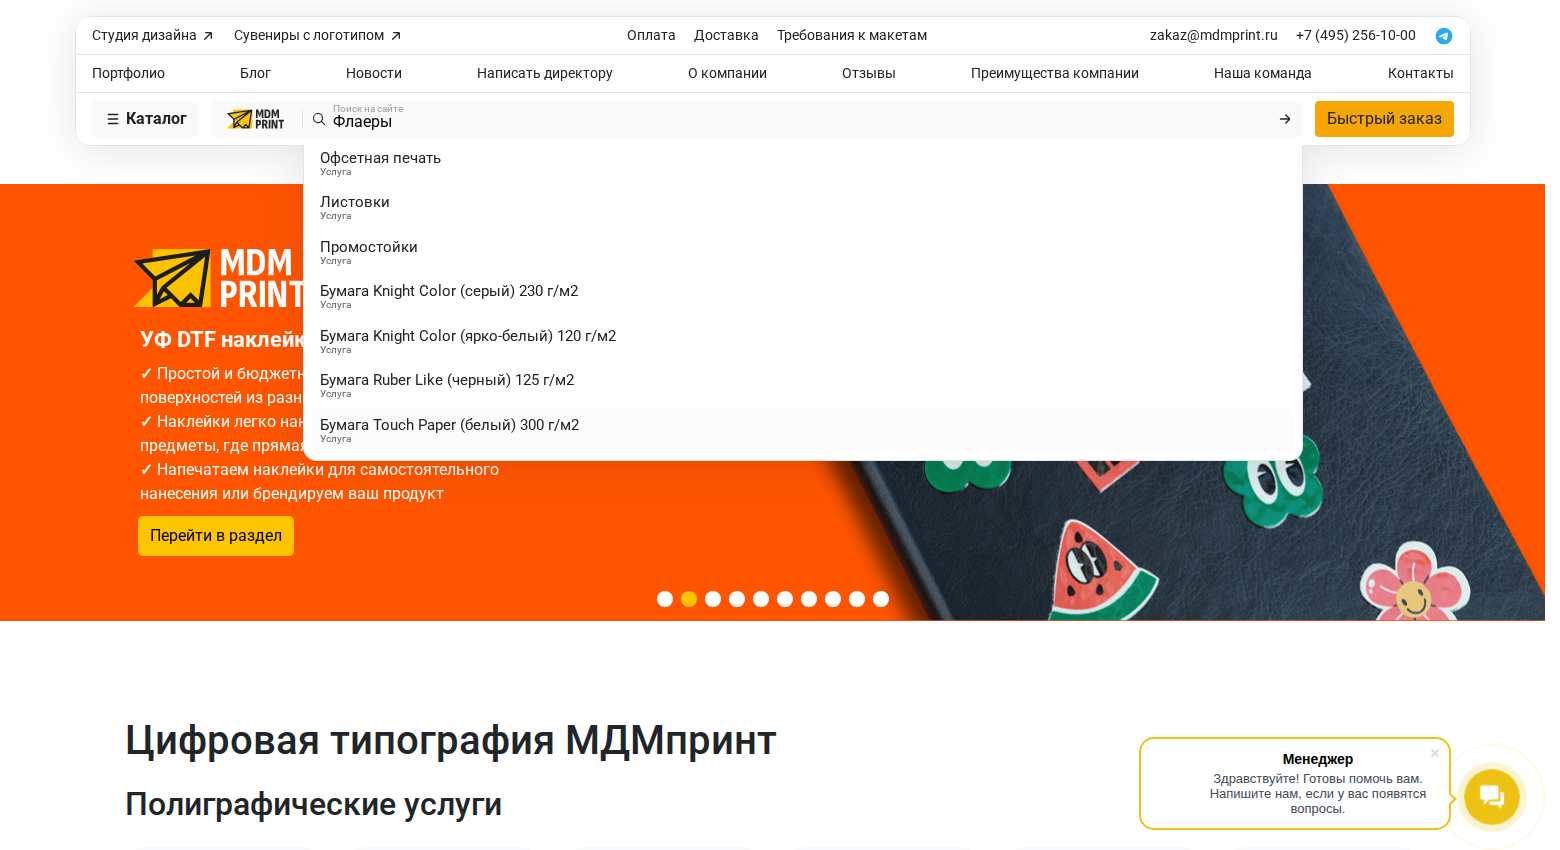 Студия дизайна
Сувениры с логотипом
Оплата
Доставка
Требования к макетам
zakaz@mdmprint.ru
+7 (495) 256-10-00
Портфолио
Блог
Новости
Написать директору
О компании
Отзывы
Преимущества компании
Наша команда
Контакты
Каталог
MDM
PRINT
Поиск на сайте
Флаеры
Быстрый заказ
Офсетная печать
Услуга
Листовки
Услуга
Промостойки
Услуга
Бумага Knight Color (серый) 230 г/м2
Услуга
Бумага Knight Color (ярко-белый) 120 г/м2
Услуга
Бумага Ruber Like (черный) 125 г/м2
Услуга
Бумага Touch Paper (белый) 300 г/м2
Услуга
MDM
PRINT
УФ DTF наклейк
✓ Простой и бюджетн
поверхностей из разн
✓ Наклейки легко нан
предметы, где прямая
✓ Напечатаем наклейки для самостоятельного
нанесения или брендируем ваш продукт
Перейти в раздел
Цифровая типография МДМпринт
Полиграфические услуги
Менеджер
Здравствуйте! Готовы помочь вам.
Напишите нам, если у вас появятся
вопросы.